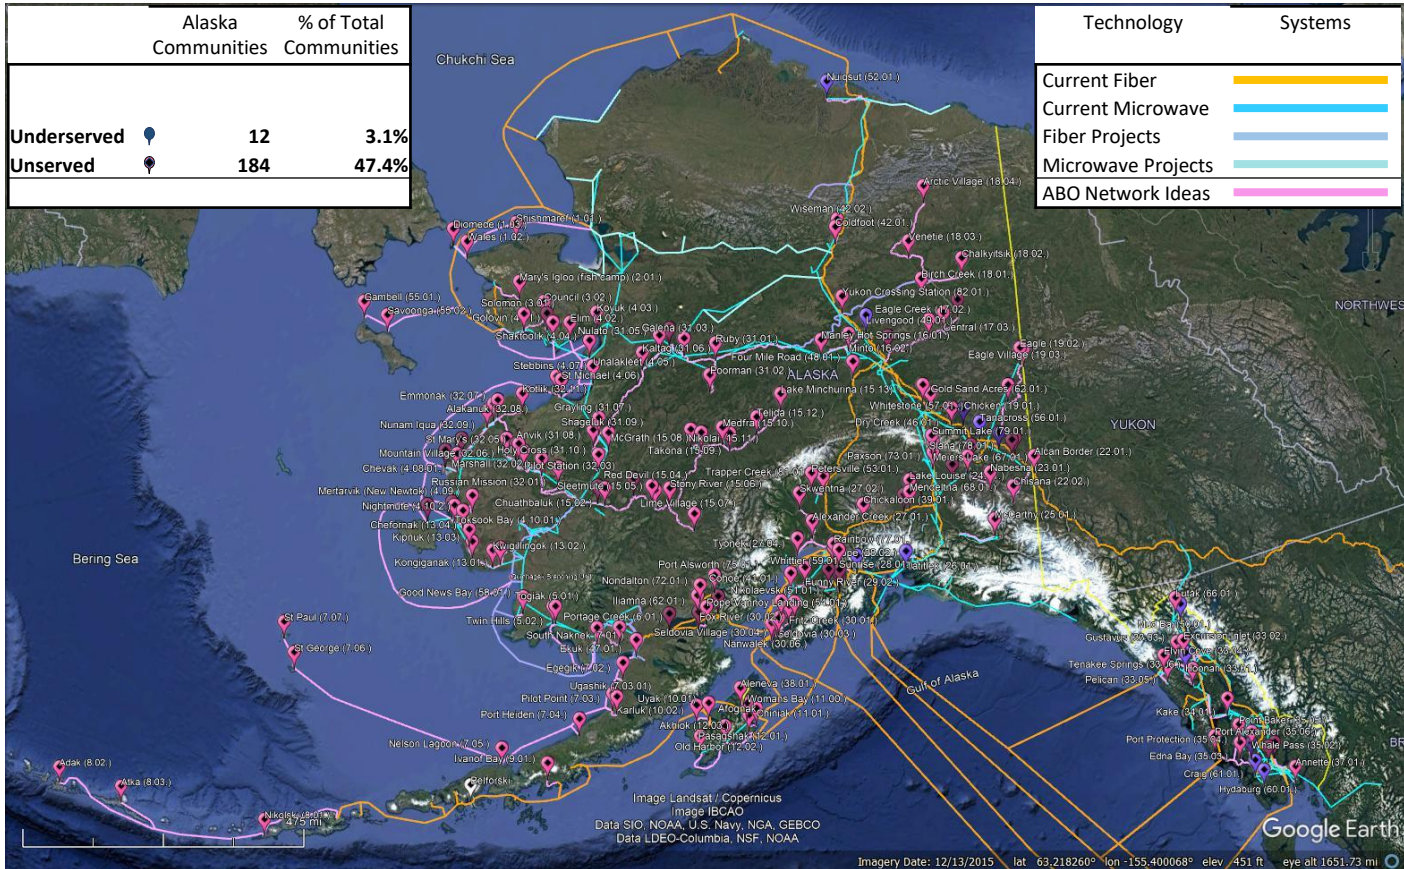 Alaska Communities
% of Total Communities
Underserved 12 3.1%
Unserved 184 47.4%
Technology Systems
Current Fiber
Current Microwave
Fiber Projects
Microwave Projects
ABO Network Ideas
Chukchi Sea
Nuiqsut (52.01.)
Arctic Village (18.04.)
Wiseman (42.02.)
Coldfoot (42.01.)
Shishmaref (1.01.)
Diomede (1.03.)
Wales (1.02.)
Venetie (18.03.)
Chalkyitsik (18.02.)
Birch Creek (18.01.)
Mary's Igloo (fish camp) (2.01.)
Yukon Crossing Station (82.01.)
NORTHWES
Gambell (55.01.)
Savoonga (55.02.)
Council (3.02.)
Koyuk (4.03.)
Eagle Creek
Central (17.03.)
Elim (4.02.)
Shaktoolik (4.04.)
Nulato (31.05.)
Galena (31.03.)
Kaltag (31.06.)
Ruby (31.01.)
Manley Hot Springs (16.01.)
Minto (16.02.)
Four Mile Road (48.01.)
Eagle (19.02.)
Eagle Village (19.03.)
Unalakleet (4.05.)
Stebbins (4.07.)
St Michael (4.06.)
Poorman (31.02.
ALASKA
Kotlik (32.11.)
Emmonak (32.07.)
Alakanuk (32.08.)
Lake Minchumina (15.13.)
Gold Sand Acres (62.01.)
Whitestone (57.01.)
Chicken (19.01.)
Tanacross (56.01.)
Grayling (31.07.)
Shageluk (31.09.)
Telida (15.12.)
Medfra (15.10.)
Nunam Iqua (32.09.)
Anvik (31.08.)
McGrath (15.08.)
Nikolai (15.11.)
Takotna (15.09.)
Dry Creek (46.01.)
Summit Lake (79.01.)
YUKON
St Mary's (32.05.)
Holy Cross (31.10.)
Mountain Village (32.06.)
Marshall (32.02.)
Pilot Station (32.03)
Paxson (73.01.)
Alcan Border (22.01.)
Chevak (4.08.01.)
Russian Mission (32.01.)
Red Devil (15.04.)
Sleetmute (15.05.)
Stony River (15.06.)
Petersville (53.01.)
Nabesna (23.01.)
Chisana (22.02.)
Mertarvik (New Newtok) (4.09.)
Chuathbaluk (15.02.)
Lime Village (15.07.)
Skwentna (27.02.)
Mendeltna (68.01.)
Chickaloon (39.01.)
Nightmute (4.10.2.)
Toksook Bay (4.10.01.)
Chefornak (13.04.)
Alexander Creek (27.01.)
McCarthy (25.01.)
Kipnuk (13.03.)
Kwigillingok (13.02.)
Kongiganak (13.01.)
Tyonek (27.04.)
Bering Sea
Whittier (59.01.)
Sunrise (28.01.)
Tatitlek (26.01.)
Port Alsworth (75.0
Nondalton (72.01.)
Funny River (29.02.)
Nikolaevsk (51.01.)
Good News Bay (58.01.)
Togiak (5.01.)
Iliamna (62.01.)
Twin Hills (5.02.)
Portage Creek (6.01.)
Fox River (30.02.)
Fritz Creek (30.01.)
South Naknek (7.01.)
Seldovia Village (30.04.)
Seldovia (30.03.)
Nanwalek (30.06.)
Ekuk (47.01.)
Egegik (7.02.)
St Paul (7.07.)
St George (7.06.)
Lutak (66.01.)
Excursion Inlet (33.02.)
Elfin Cove (33.04.)
Tenakee Springs (33.06.)
Pelican (33.05.)
Gulf of Alaska
Ugashik (7.03.01)
Pilot Point (7.03.)
Uyak (10.01)
Karluk (10.02.)
Aleneva (38.01.)
Womans Bay (11.00.)
Chiniak (11.01.)
Port Heiden (7.04.)
Akhiok (12.03.)
Old Harbor (12.02.)
Kake (34.01.)
Port Alexander (35.06.)
Port Protection (35.04.)
Whale Pass (35.02)
Edna Bay (35.03.
Craig (61.01.)
Annette (37.01.)
Hydaburg (60.01.)
Nelson Lagoon (7.05.)
Ivanof Bay (9.01.)
Adak (8.02.)
Atka (8.03.)
Belforski
Nikolski (8.01.)
475 mi
Image Landsat / Copernicus
Image IBCAO
Data SIO, NOAA, U.S. Navy, NGA, GEBCO
Data LDEO-Columbia, NSF, NOAA
Google Earth
Imagery Date: 12/13/2015 lat 63.218260° lon -155.400068° elev 451 ft eye alt 1651.73 mi